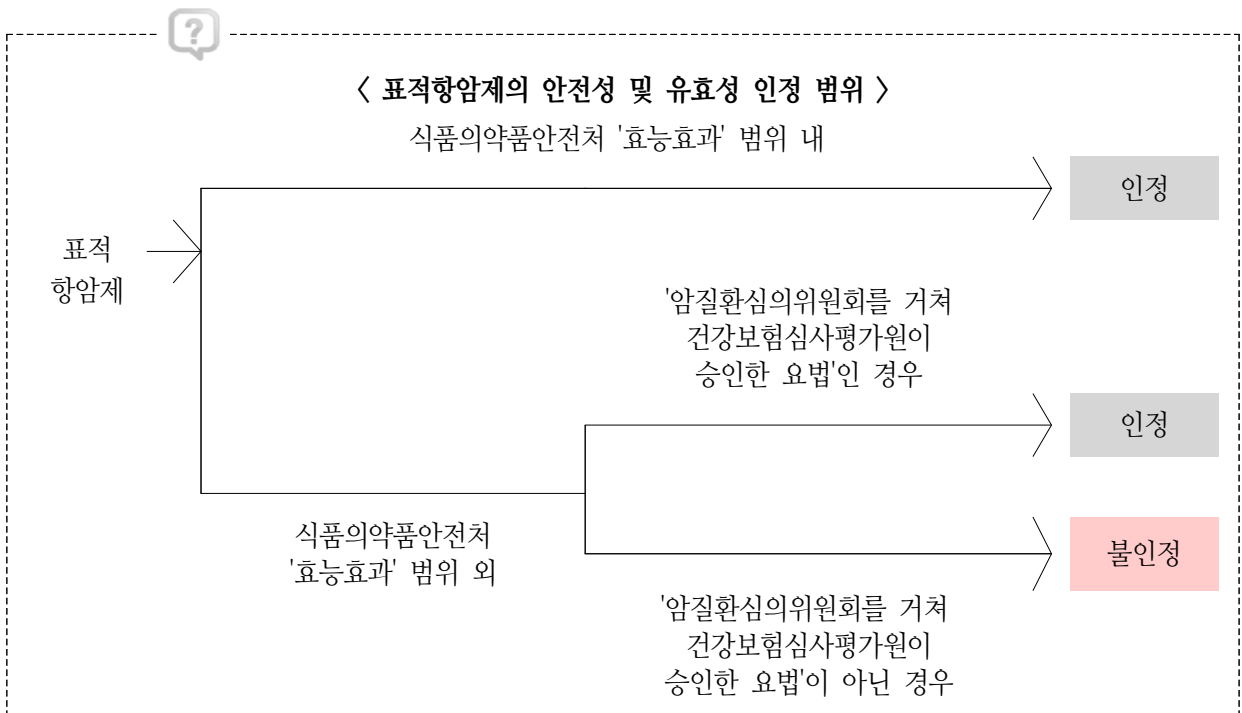 ?
< 표적항암제의 안전성 및 유효성 인정 범위 >
식품의약품안전처 '효능효과' 범위 내
인정
표적
항암제
'암질환심의위원회를 거쳐
건강보험심사평가원이
승인한 요법'인 경우
인정
식품의약품안전처
'효능효과' 범위 외
불인정
'암질환심의위원회를 거쳐
건강보험심사평가원이
승인한 요법'이 아닌 경우